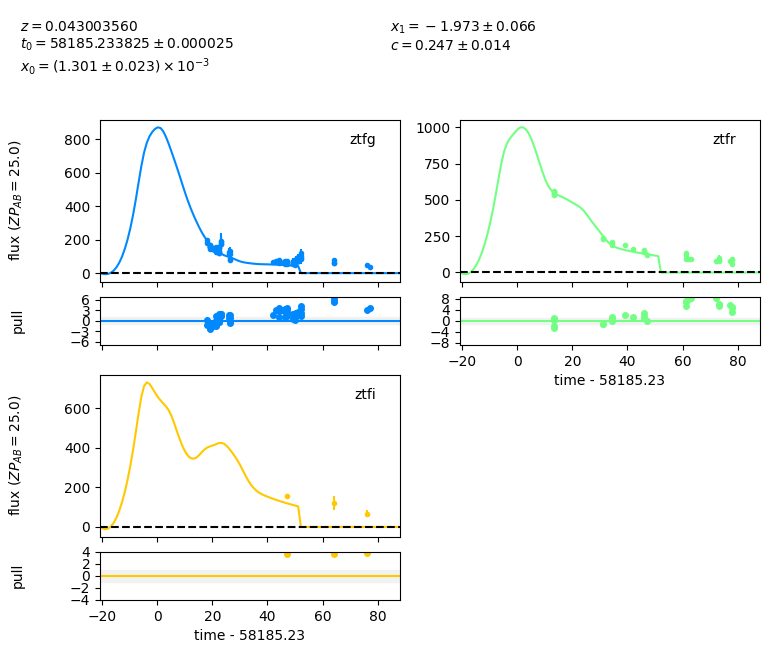 z = 0.043003560
t₀ = 58185.233825 ± 0.000025
x₀ = (1.301 ± 0.023) × 10⁻³
x₁ = −1.973 ± 0.066
c = 0.247 ± 0.014
ztfg
flux (ZP_AB = 25.0)
800
600
400
200
0
pull
6
3
0
−3
−6
ztfr
1000
750
500
250
0
8
4
0
−4
−8
−20 0 20 40 60 80
time - 58185.23
ztfi
flux (ZP_AB = 25.0)
600
400
200
0
pull
4
2
0
−2
−4
−20 0 20 40 60 80
time - 58185.23